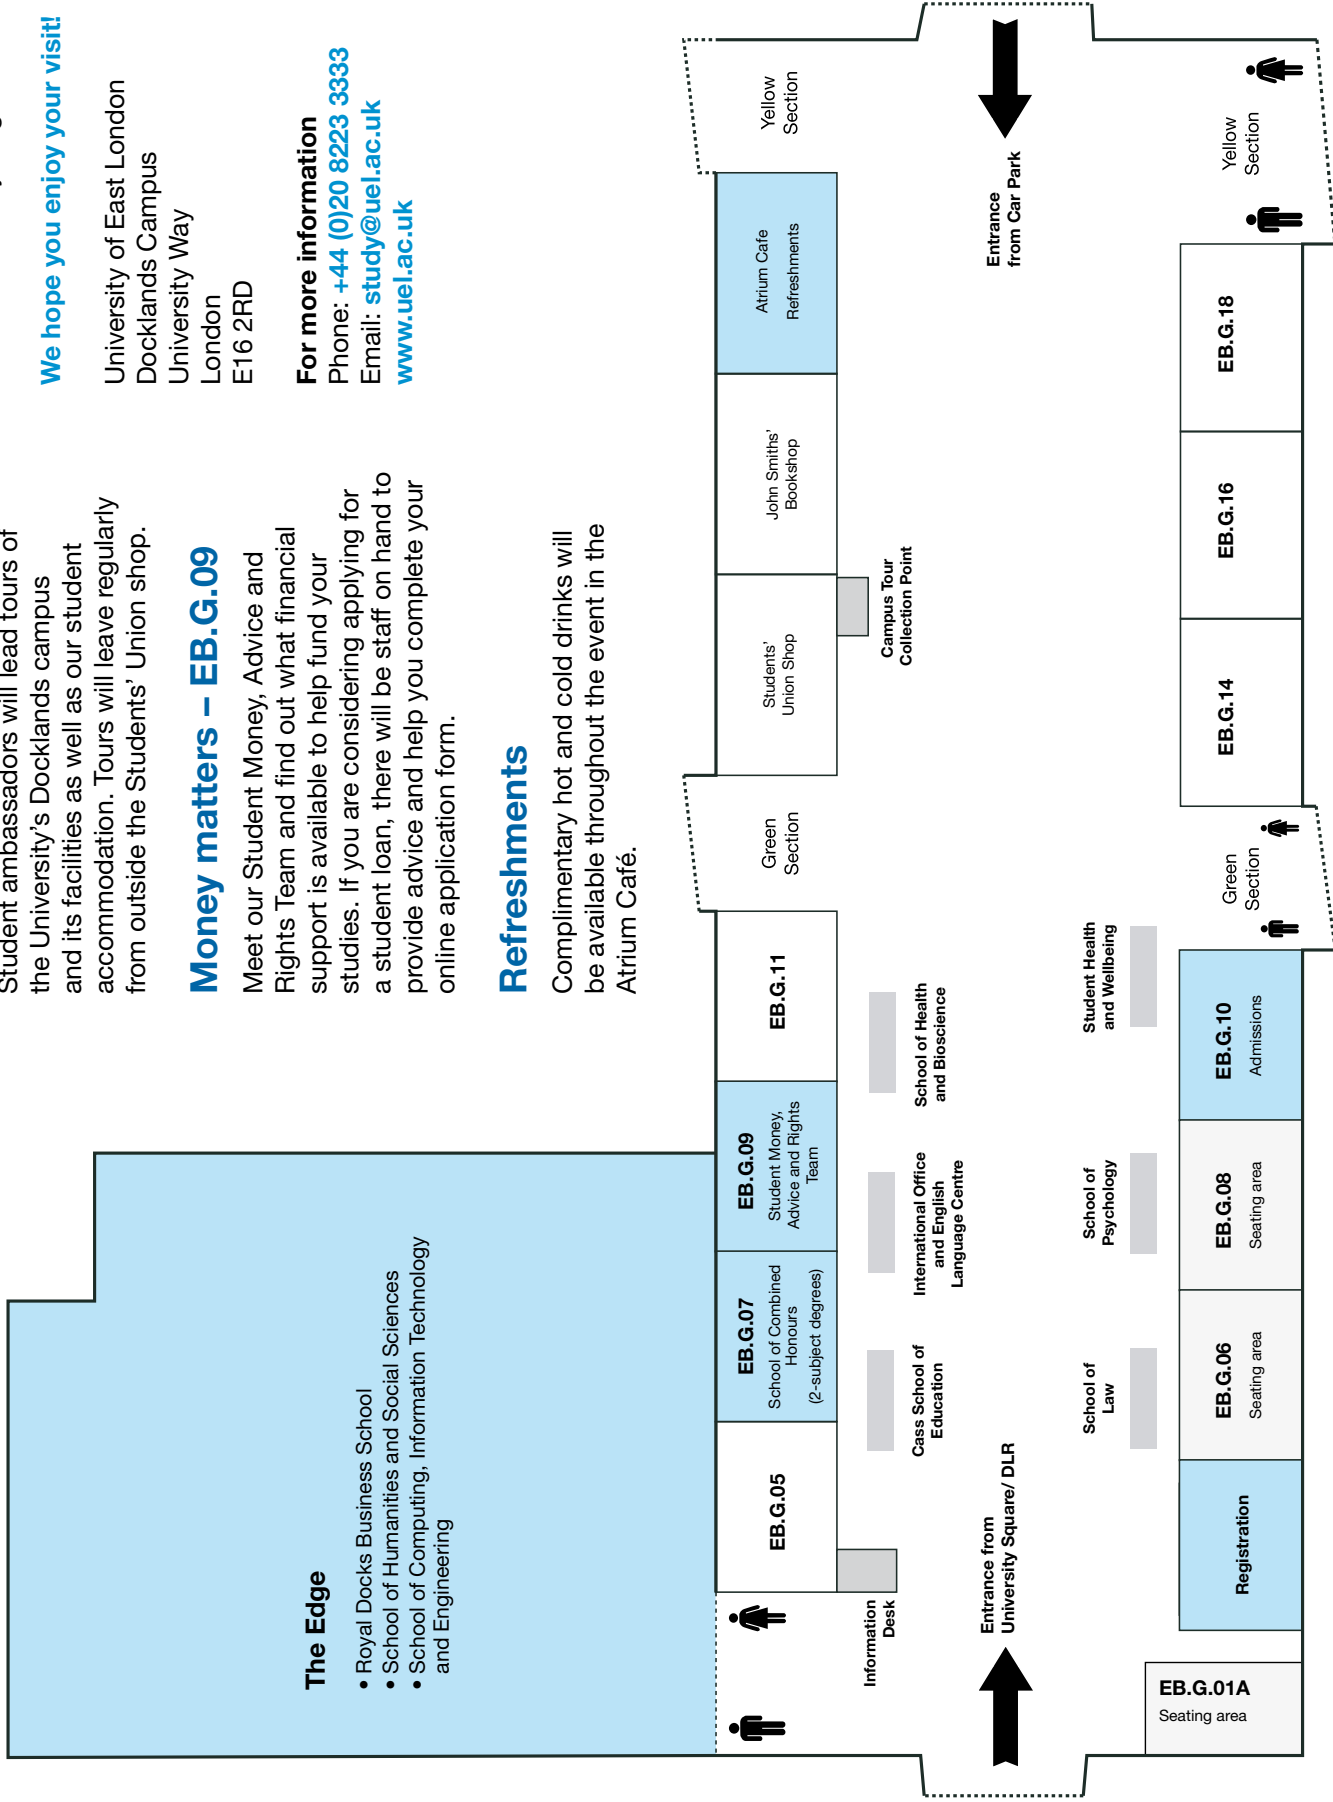 Student ambassadors will lead tours of
the University's Docklands campus
and its facilities as well as our student
accommodation. Tours will leave regularly
from outside the Students' Union shop.
Money matters – EB.G.09
Meet our Student Money, Advice and
Rights Team and find out what financial
support is available to help fund your
studies. If you are considering applying for
a student loan, there will be staff on hand to
provide advice and help you complete your
online application form.
Refreshments
Complimentary hot and cold drinks will
be available throughout the event in the
Atrium Café.
We hope you enjoy your visit!
University of East London
Docklands Campus
University Way
London
E16 2RD
For more information
Phone: +44 (0)20 8223 3333
Email: study@uel.ac.uk
www.uel.ac.uk
The Edge
• Royal Docks Business School
• School of Humanities and Social Sciences
• School of Computing, Information Technology
and Engineering
EB.G.05
EB.G.07
School of Combined
Honours
(2-subject degrees)
EB.G.09
Student Money,
Advice and Rights
Team
EB.G.11
Green
Section
Students'
Union Shop
John Smiths'
Bookshop
Atrium Cafe
Refreshments
Yellow
Section
Information
Desk
Cass School of
Education
International Office
and English
Language Centre
School of Health
and Bioscience
Campus Tour
Collection Point
Entrance from
University Square/ DLR
Entrance
from Car Park
School of
Law
School of
Psychology
Student Health
and Wellbeing
EB.G.01A
Seating area
Registration
EB.G.06
Seating area
EB.G.08
Seating area
EB.G.10
Admissions
Green
Section
EB.G.14
EB.G.16
EB.G.18
Yellow
Section